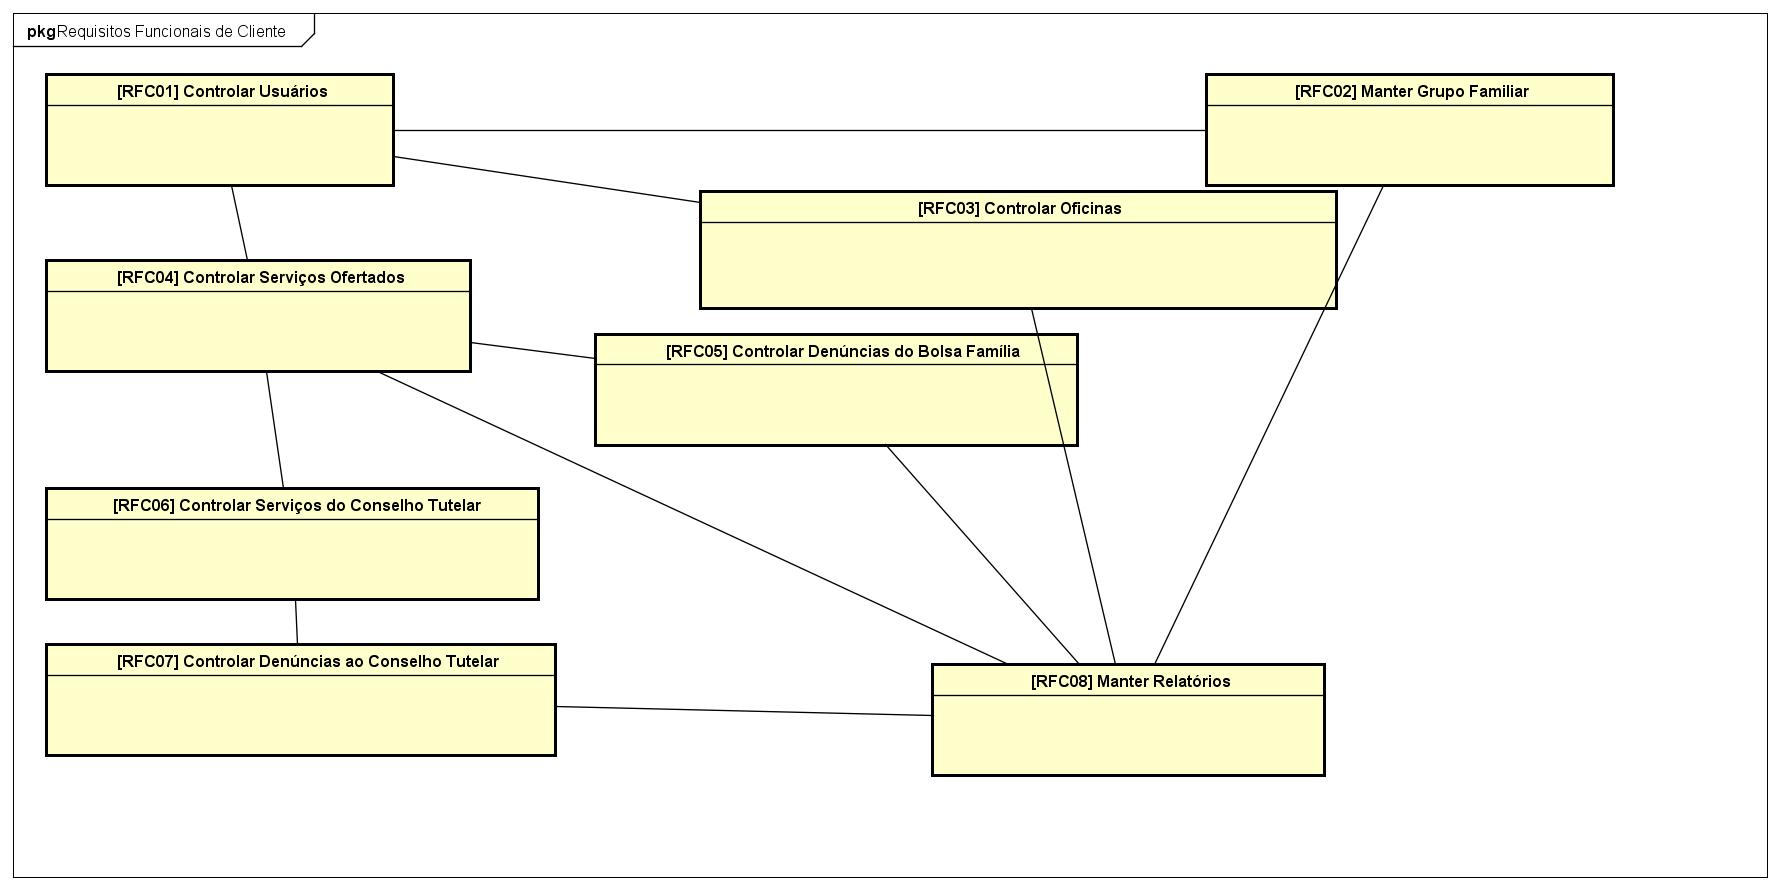 pkg Requisitos Funcionais de Cliente
[RFC01] Controlar Usuários
[RFC02] Manter Grupo Familiar
[RFC03] Controlar Oficinas
[RFC04] Controlar Serviços Ofertados
[RFC05] Controlar Denúncias do Bolsa Família
[RFC06] Controlar Serviços do Conselho Tutelar
[RFC07] Controlar Denúncias ao Conselho Tutelar
[RFC08] Manter Relatórios